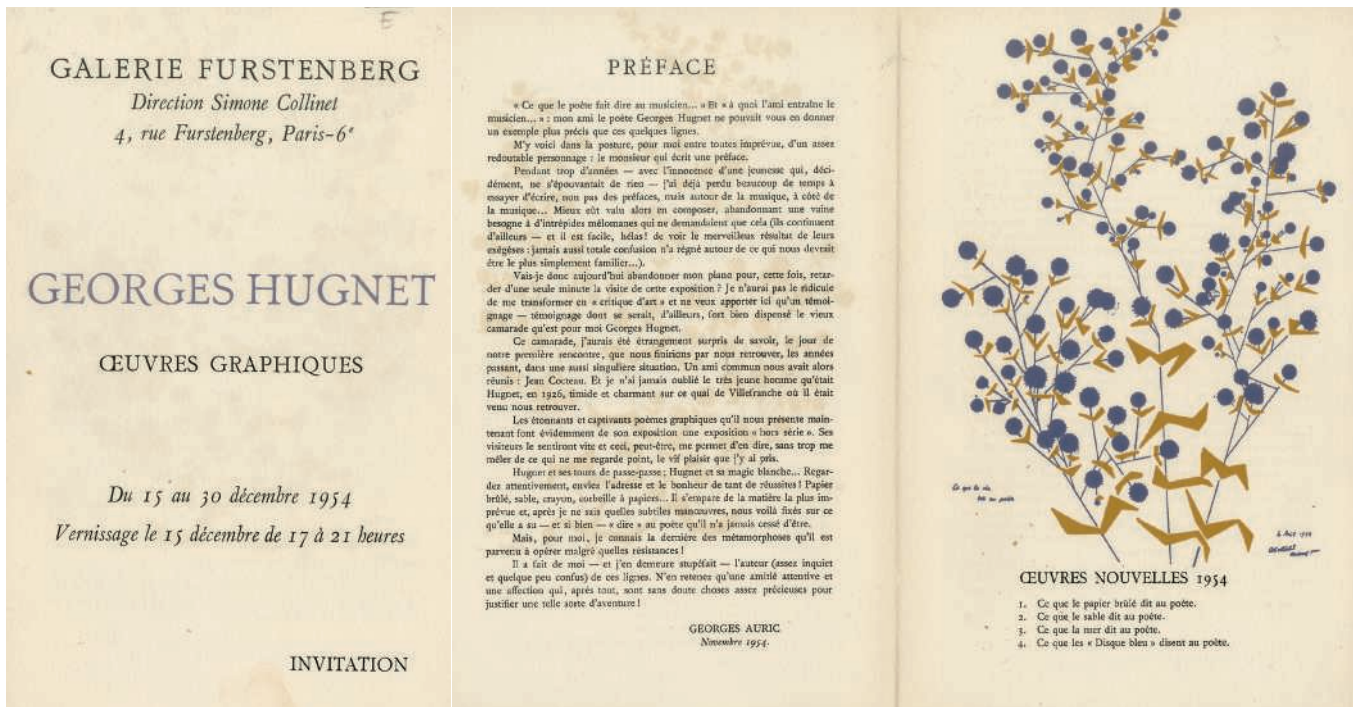 E
GALERIE FURSTENBERG
Direction Simone Collinet
4, rue Furstenberg, Paris-6e
GEORGES HUGNET
ŒUVRES GRAPHIQUES
Du 15 au 30 décembre 1954
Vernissage le 15 décembre de 17 à 21 heures
INVITATION
PRÉFACE
« Ce que le poète fait dire au musicien... » Et « à quoi l'ami entraîne le
musicien... » : mon ami le poète Georges Hugnet ne pouvait vous en donner
un exemple plus précis que ces quelques lignes.
M'y voici dans la posture, pour moi entre toutes imprévue, d'un assez
redoutable personnage : le monsieur qui écrit une préface.
Pendant trop d'années — avec l'innocence d'une jeunesse qui, déci-
dément, ne s'épouvantait de rien — j'ai déjà perdu beaucoup de temps à
essayer d'écrire, non pas des préfaces, mais autour de la musique, à côté de
la musique... Mieux eût valu alors en composer, abandonnant une vaine
besogne à d'intrépides mélomanes qui ne demandaient que cela (ils continuent
d'ailleurs — et il est facile, hélas! de voir le merveilleux résultat de leurs
exégèses : jamais aussi totale confusion n'a régné autour de ce qui nous devrait
être le plus simplement familier...).
Vais-je donc aujourd'hui abandonner mon piano pour, cette fois, retar-
der d'une seule minute la visite de cette exposition ? Je n'aurai pas le ridicule
de me transformer en « critique d'art » et ne veux apporter ici qu'un témoi-
gnage — témoignage dont se serait, d'ailleurs, fort bien dispensé le vieux
camarade qu'est pour moi Georges Hugnet.
Ce camarade, j'aurais été étrangement surpris de savoir, le jour de
notre première rencontre, que nous finirions par nous retrouver, les années
passant, dans une aussi singulière situation. Un ami commun nous avait alors
réunis : Jean Cocteau. Et je n'ai jamais oublié le très jeune homme qu'était
Hugnet, en 1926, timide et charmant sur ce quai de Villefranche où il était
venu nous retrouver.
Les étonnants et captivants poèmes graphiques qu'il nous présente main-
tenant font évidemment de son exposition une exposition « hors série ». Ses
visiteurs le sentiront vite et ceci, peut-être, me permet d'en dire, sans trop me
mêler de ce qui ne me regarde point, le vif plaisir que j'y ai pris.
Hugnet et ses tours de passe-passe ; Hugnet et sa magie blanche... Regar-
dez attentivement, enviez l'adresse et le bonheur de tant de réussites ! Papier
brûlé, sable, crayon, corbeille à papiers... Il s'empare de la matière la plus im-
prévue et, après je ne sais quelles subtiles manœuvres, nous voilà fixés sur ce
qu'elle a su — et si bien — « dire » au poète qu'il n'a jamais cessé d'être.
Mais, pour moi, je connais la dernière des métamorphoses qu'il est
parvenu à opérer malgré quelles résistances !
Il a fait de moi — et j'en demeure stupéfait — l'auteur (assez inquiet
et quelque peu confus) de ces lignes. N'en retenez qu'une amitié attentive et
une affection qui, après tout, sont sans doute choses assez précieuses pour
justifier une telle sorte d'aventure !
GEORGES AURIC
Novembre 1954.
Ce que
au poète
1954
ŒUVRES NOUVELLES 1954
1. Ce que le papier brûlé dit au poète.
2. Ce que le sable dit au poète.
3. Ce que la mer dit au poète.
4. Ce que les « Disque bleu » disent au poète.